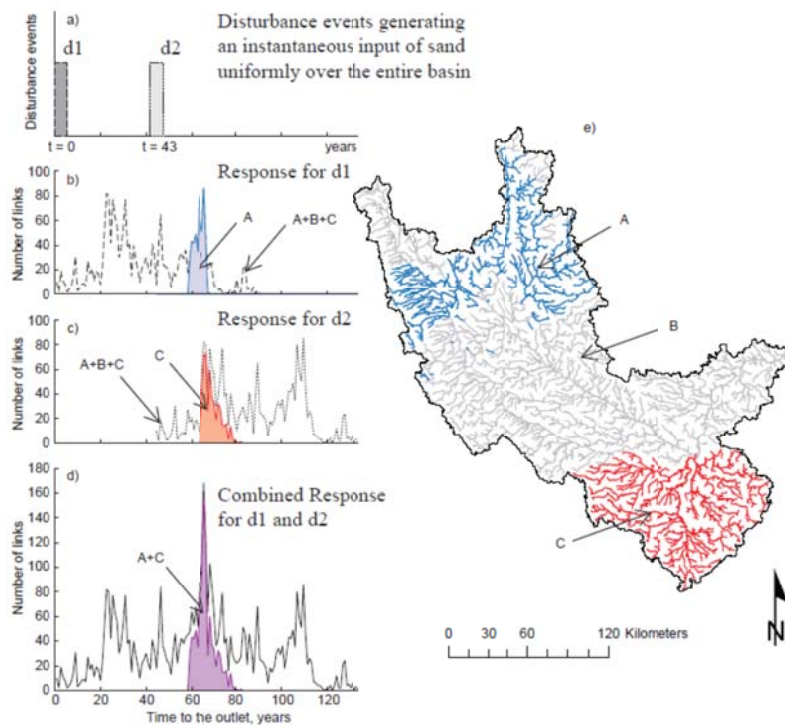 a)
Disturbance events generating
an instantaneous input of sand
uniformly over the entire basin
Disturbance events
d1
d2
t = 0
t = 43
years
b)
Response for d1
Number of links
100
80
60
40
20
0
A
A+B+C
c)
Response for d2
Number of links
100
80
60
40
20
0
A+B+C
C
d)
Combined Response
for d1 and d2
Number of links
180
160
140
120
100
80
60
40
20
0
A+C
0 20 40 60 80 100 120
Time to the outlet, years
e)
A
B
C
0 30 60 120 Kilometers
N